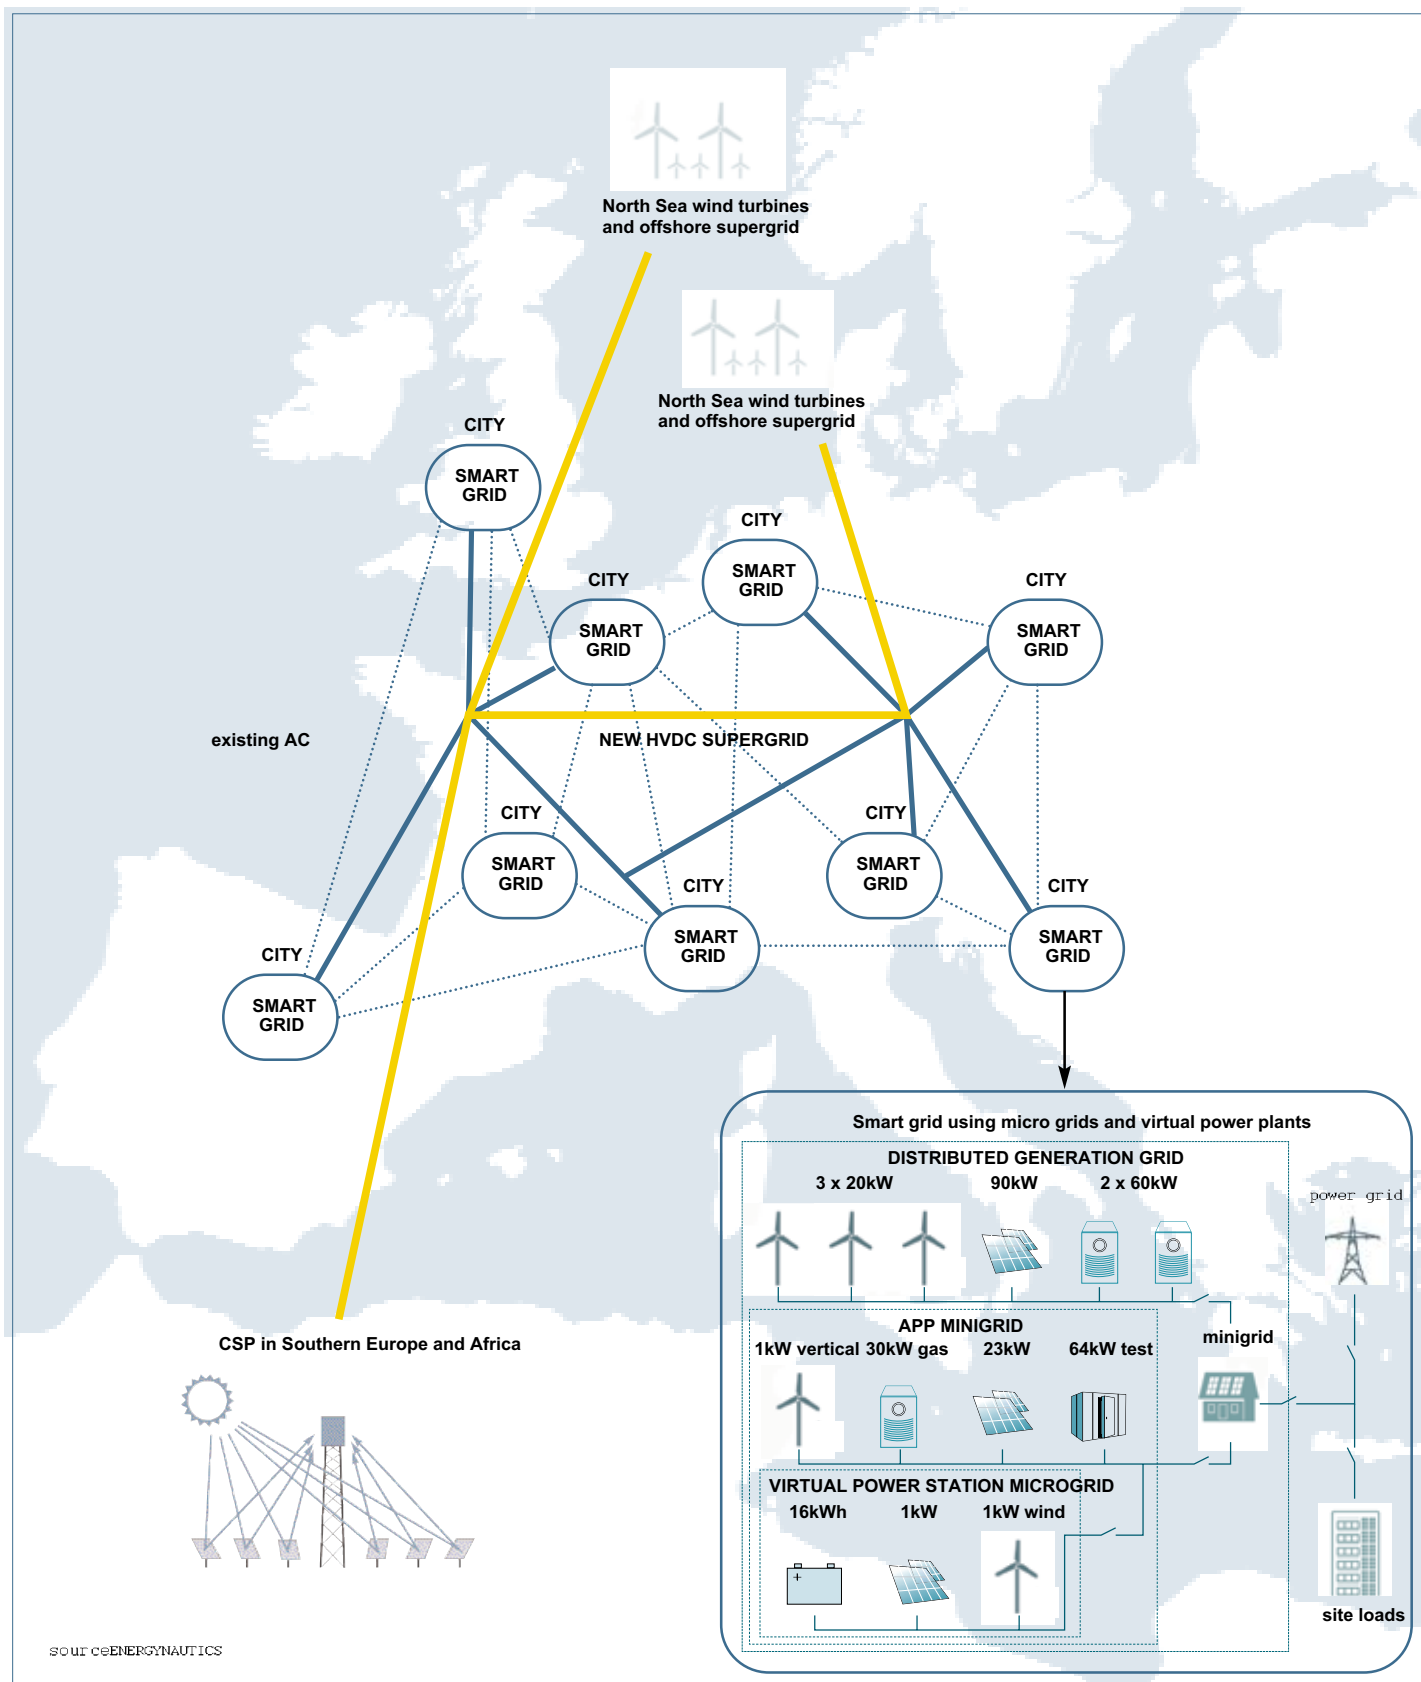 North Sea wind turbines
and offshore supergrid
North Sea wind turbines
and offshore supergrid
CITY
SMART
GRID
CITY
SMART
GRID
CITY
SMART
GRID
CITY
SMART
GRID
existing AC
NEW HVDC SUPERGRID
CITY
SMART
GRID
CITY
SMART
GRID
CITY
SMART
GRID
CITY
SMART
GRID
CITY
SMART
GRID
CSP in Southern Europe and Africa
Smart grid using micro grids and virtual power plants
DISTRIBUTED GENERATION GRID
3 x 20kW 90kW 2 x 60kW
power grid
APP MINIGRID
1kW vertical 30kW gas 23kW 64kW test
minigrid
VIRTUAL POWER STATION MICROGRID
16kWh 1kW 1kW wind
+
site loads
sourceENERGYNAUTICS